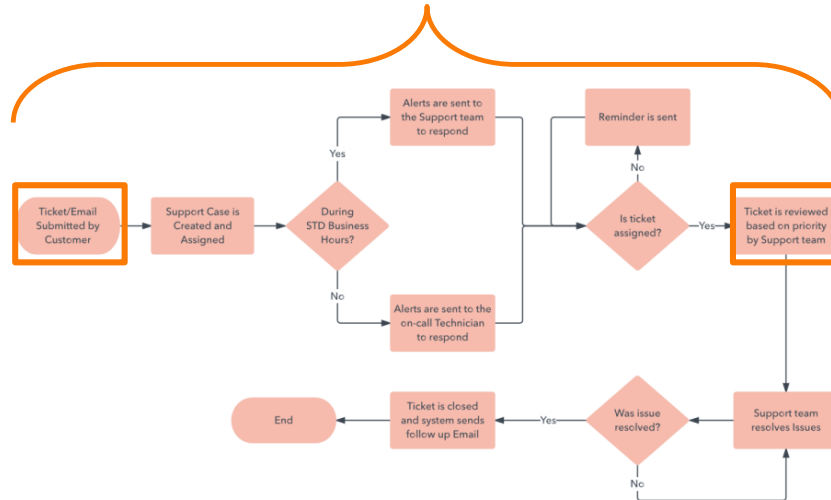 Alerts are sent to
the Support team
to respond
Reminder is sent
Yes
No
Ticket/Email
Submitted by
Customer
Support Case is
Created and
Assigned
During
STD Business
Hours?
Is ticket
assigned?
Yes
Ticket is reviewed
based on priority
by Support team
No
Alerts are sent to the
on-call Technician
to respond
End
Ticket is closed
and system sends
follow up Email
Yes
Was issue
resolved?
Support team
resolves Issues
No